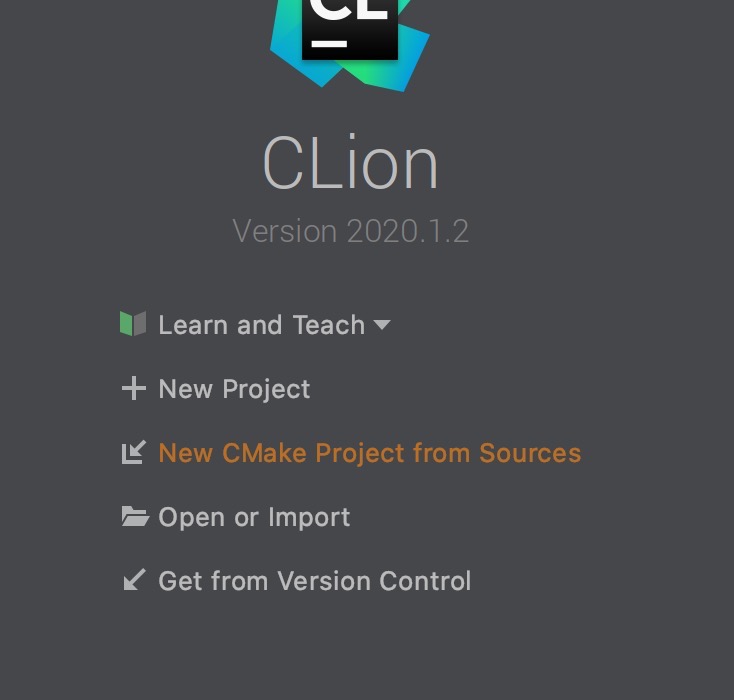 CL
CLion
Version 2020.1.2
Learn and Teach
New Project
New CMake Project from Sources
Open or Import
Get from Version Control